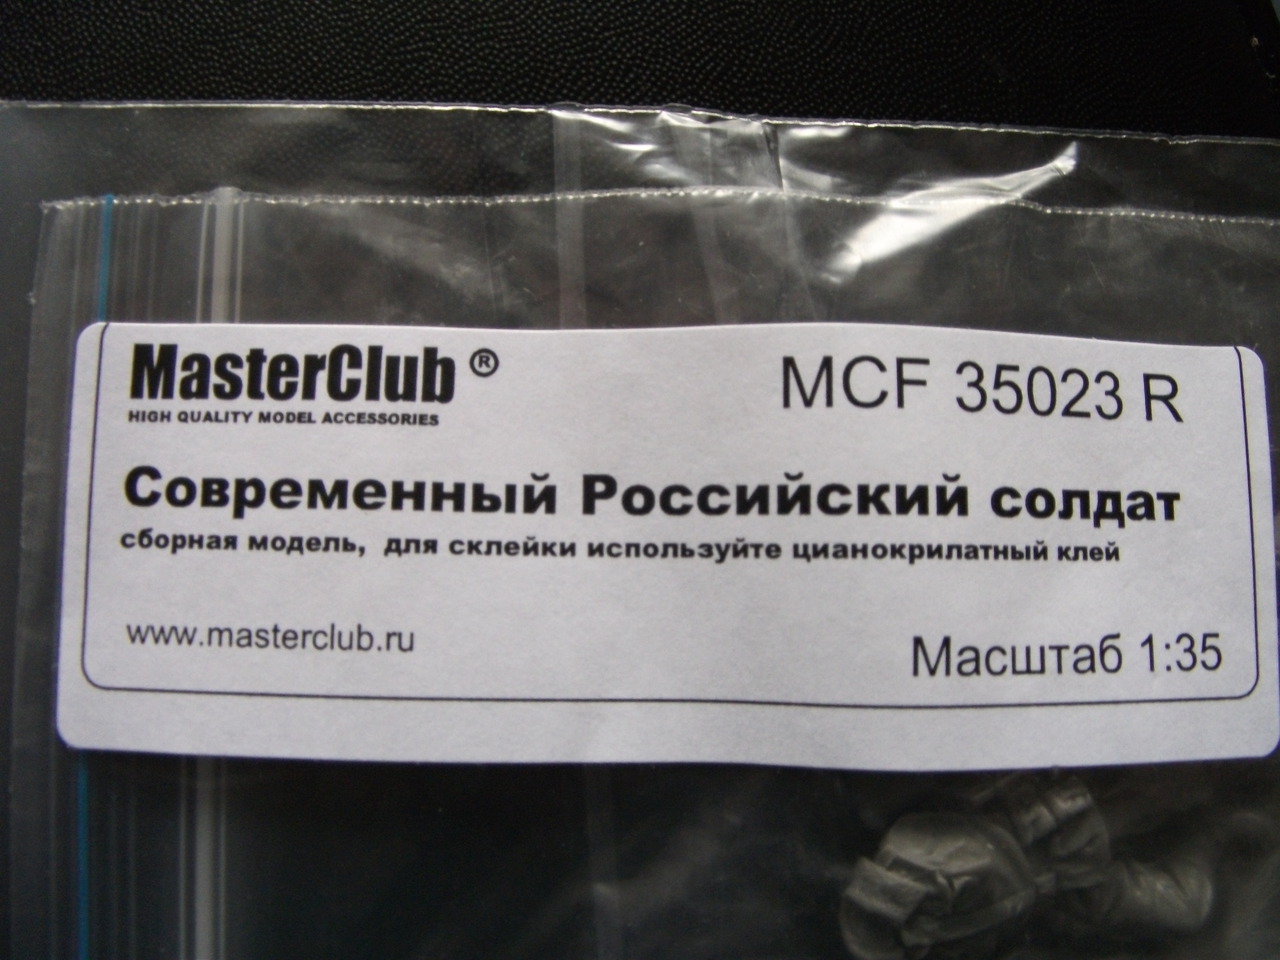 MasterClub ®
HIGH QUALITY MODEL ACCESSORIES
MCF 35023 R
Современный Российский солдат
сборная модель, для склейки используйте цианокрилатный клей
www.masterclub.ru
Масштаб 1:35